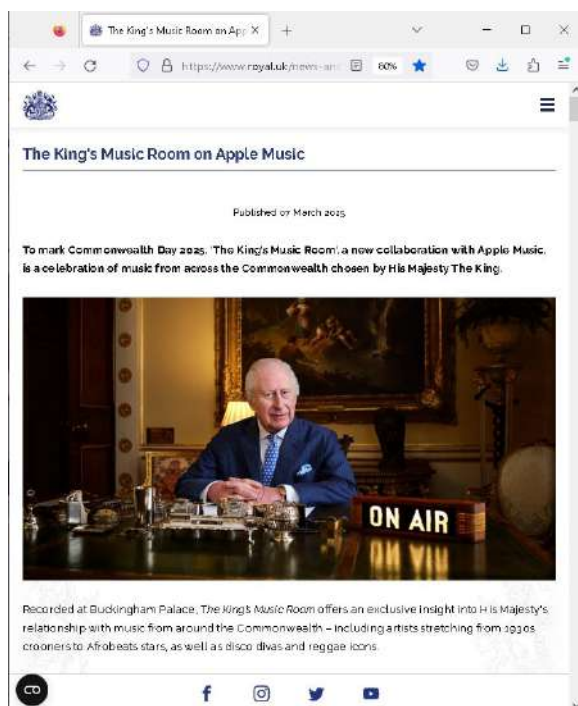 The King's Music Room on App
https://www.royal.uk/news-and
80%
The King's Music Room on Apple Music
Published 07 March 2025
To mark Commonwealth Day 2025, 'The King's Music Room', a new collaboration with Apple Music,
is a celebration of music from across the Commonwealth chosen by His Majesty The King.
ON AIR
Recorded at Buckingham Palace, The King's Music Room offers an exclusive insight into His Majesty's
relationship with music from around the Commonwealth – including artists stretching from 1930s
crooners to Afrobeats stars, as well as disco divas and reggae icons.